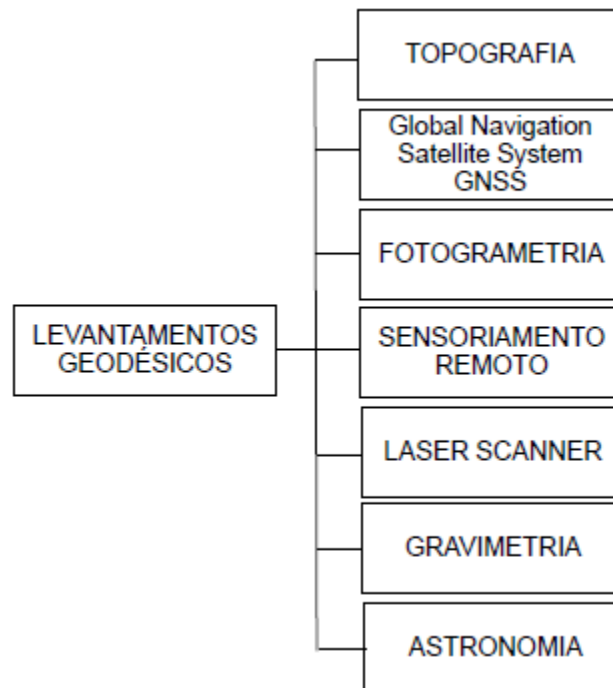 TOPOGRAFIA
Global Navigation
Satellite System
GNSS
FOTOGRAMETRIA
LEVANTAMENTOS
GEODÉSICOS
SENSORIAMENTO
REMOTO
LASER SCANNER
GRAVIMETRIA
ASTRONOMIA